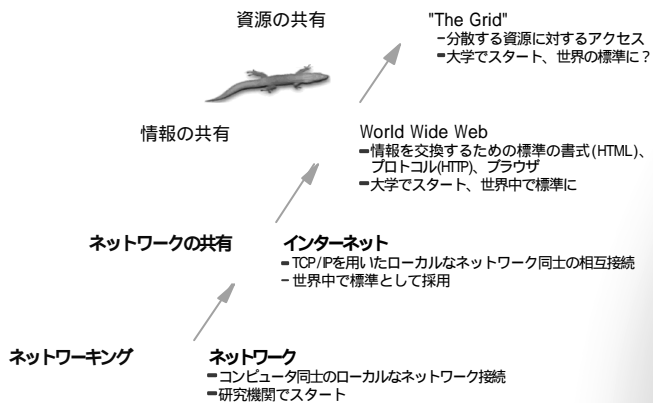 資源の共有
"The Grid"
-分散する資源に対するアクセス
-大学でスタート、世界の標準に?
情報の共有
World Wide Web
-情報を交換するための標準の書式(HTML)、
プロトコル(HTTP)、ブラウザ
-大学でスタート、世界中で標準に
ネットワークの共有
インターネット
-TCP/IPを用いたローカルなネットワーク同士の相互接続
-世界中で標準として採用
ネットワーキング
ネットワーク
-コンピュータ同士のローカルなネットワーク接続
-研究機関でスタート